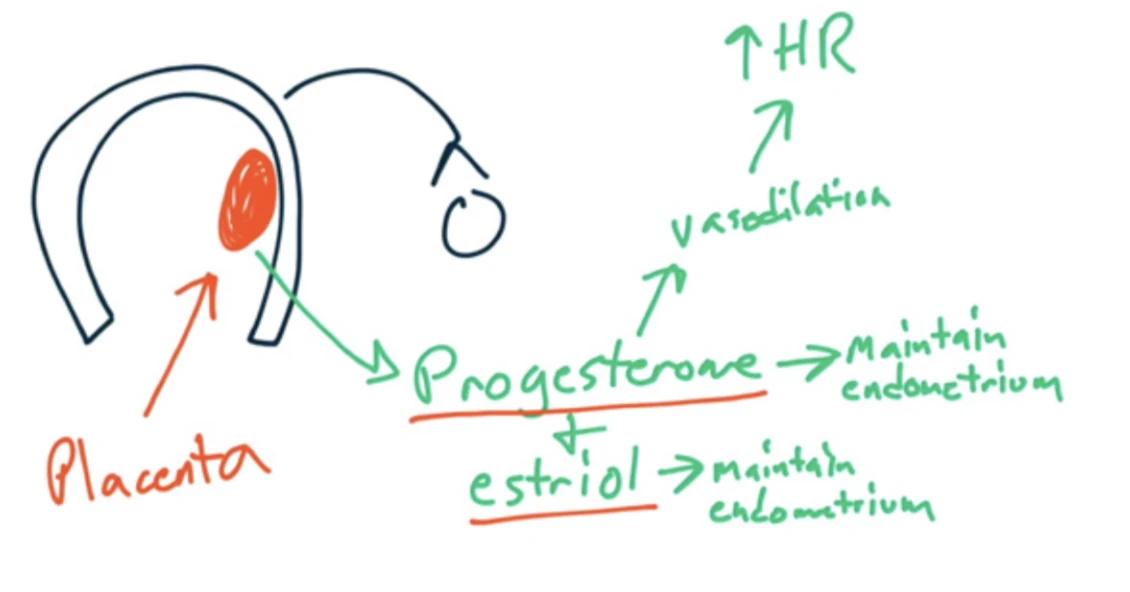 ↑HR
vasodilation
Progesterone → Maintain
endometrium
+
estriol → maintain
endometrium
Placenta